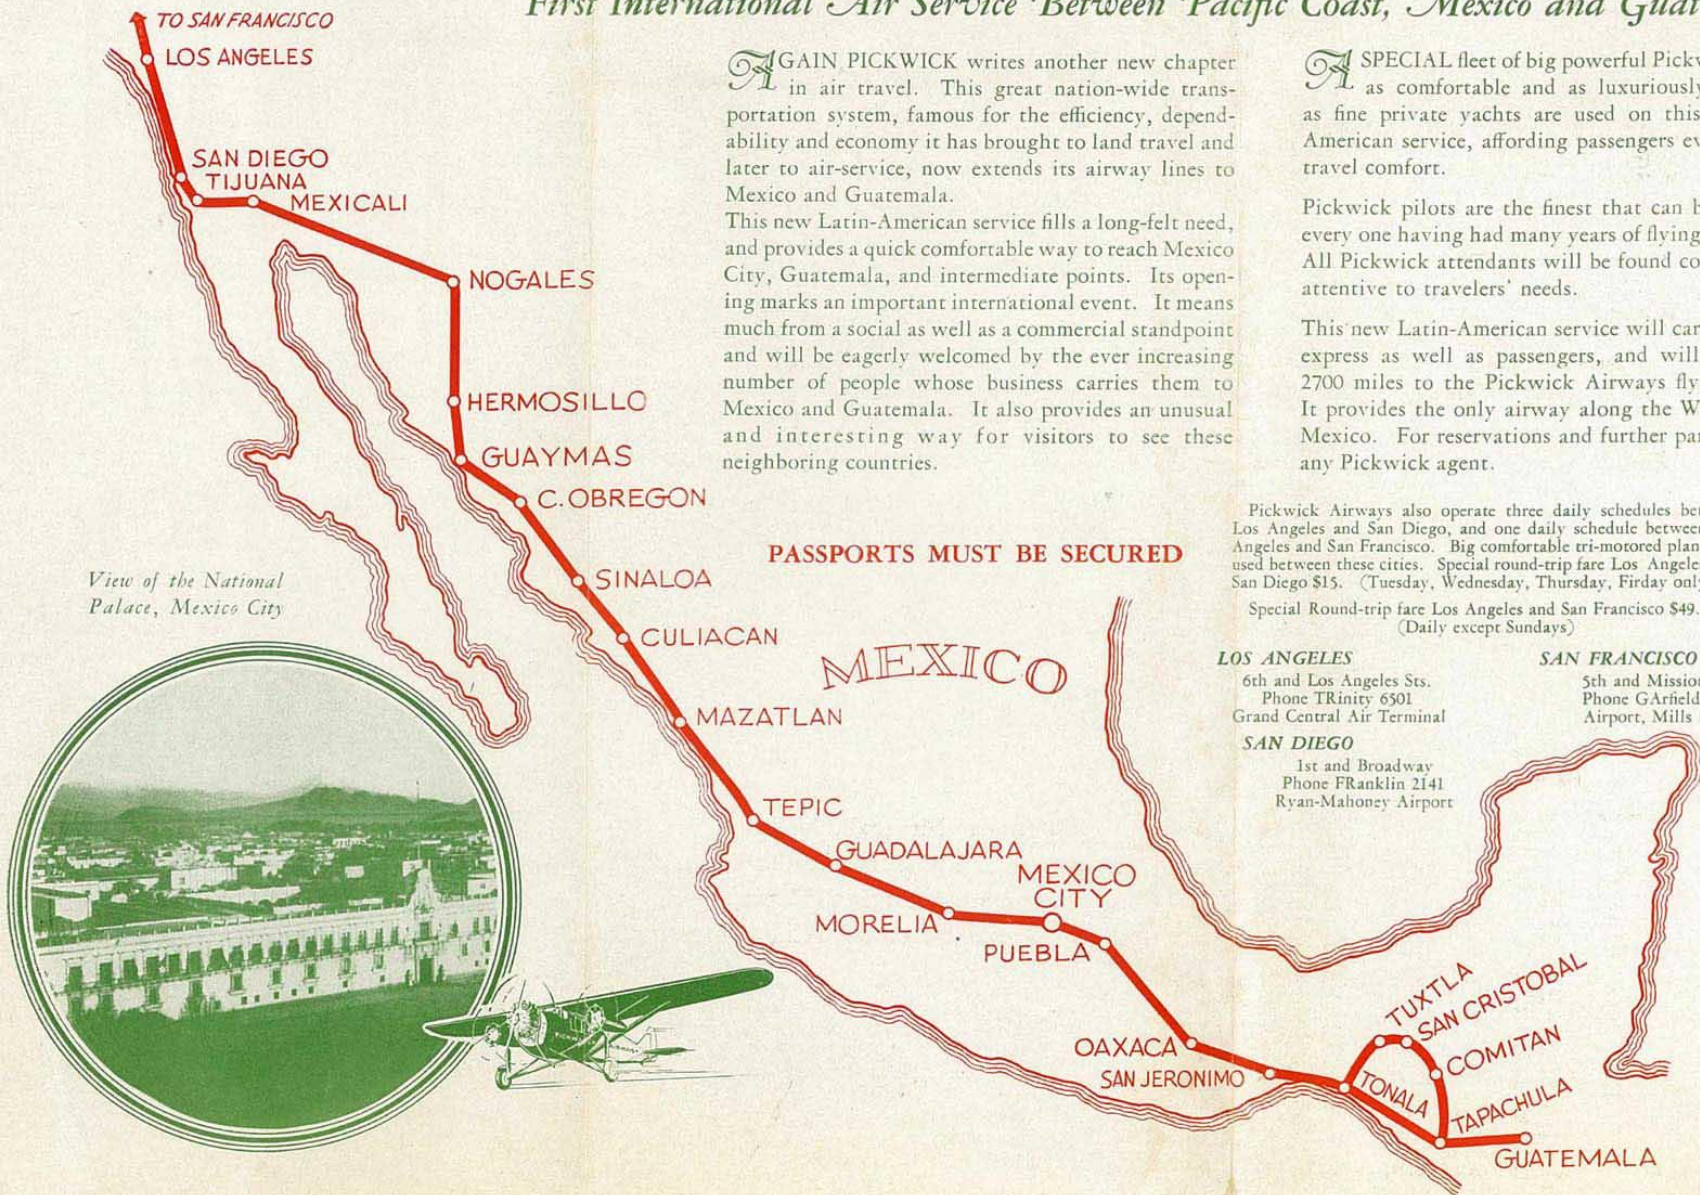 First International Air Service Between Pacific Coast, Mexico and
TO SAN FRANCISCO
LOS ANGELES
SAN DIEGO
TIJUANA
MEXICALI
NOGALES
HERMOSILLO
GUAYMAS
C. OBREGON
SINALOA
CULIACAN
MAZATLAN
TEPIC
GUADALAJARA
MEXICO
CITY
MORELIA
PUEBLA
OAXACA
SAN JERONIMO
TONALA
TUXTLA
SAN CRISTOBAL
COMITAN
TAPACHULA
GUATEMALA
MEXICO
View of the National
Palace, Mexico City
AGAIN PICKWICK writes another new chapter
in air travel. This great nation-wide trans-
portation system, famous for the efficiency, depend-
ability and economy it has brought to land travel and
later to air-service, now extends its airway lines to
Mexico and Guatemala.
This new Latin-American service fills a long-felt need,
and provides a quick comfortable way to reach Mexico
City, Guatemala, and intermediate points. Its open-
ing marks an important international event. It means
much from a social as well as a commercial standpoint
and will be eagerly welcomed by the ever increasing
number of people whose business carries them to
Mexico and Guatemala. It also provides an unusual
and interesting way for visitors to see these
neighboring countries.
PASSPORTS MUST BE SECURED
A SPECIAL fleet of big powerful Pickw
as comfortable and as luxuriously
as fine private yachts are used on this
American service, affording passengers ev
travel comfort.
Pickwick pilots are the finest that can b
every one having had many years of flying
All Pickwick attendants will be found co
attentive to travelers' needs.
This new Latin-American service will car
express as well as passengers, and will
2700 miles to the Pickwick Airways fly
It provides the only airway along the W
Mexico. For reservations and further par
any Pickwick agent.
Pickwick Airways also operate three daily schedules bet
Los Angeles and San Diego, and one daily schedule between
Angeles and San Francisco. Big comfortable tri-motored plan
used between these cities. Special round-trip fare Los Angele
San Diego $15. (Tuesday, Wednesday, Thursday, Firday onl
Special Round-trip fare Los Angeles and San Francisco $49.
(Daily except Sundays)
LOS ANGELES
6th and Los Angeles Sts.
Phone TRinity 6501
Grand Central Air Terminal
SAN FRANCISCO
5th and Mission
Phone GArfield
Airport, Mills
SAN DIEGO
1st and Broadway
Phone FRanklin 2141
Ryan-Mahoney Airport